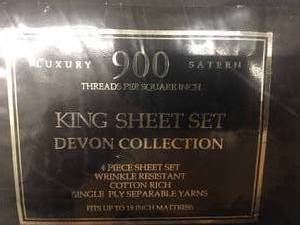 LUXURY 900 SATEEN
THREADS PER SQUARE INCH
KING SHEET SET
DEVON COLLECTION
4 PIECE SHEET SET
WRINKLE RESISTANT
COTTON RICH
SINGLE PLY SEPARABLE YARNS
FITS UP TO 18 INCH MATTRESS